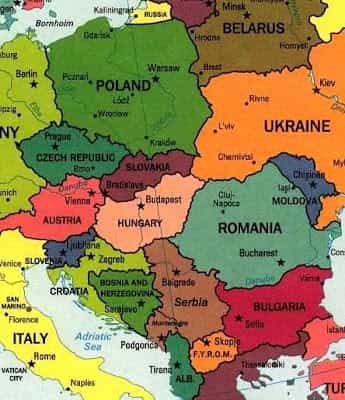 Minsk
Kaliningrad
RUSSIA
Bornholm
BELARUS
Gdańsk
Hrodna
Homyel'
Berlin
Poznań
Warsaw
Brest
POLAND
Łódź
Kiev
Rivne
Wrocław
L'viv
UKRAINE
Prague
Kraków
CZECH REPUBLIC
Brno
SLOVAKIA
Chernivtsi
Chişinău
Danube
Bratislava
Vienna
Iaşi
MOLDOVA
Budapest
Cluj-
Napoca
AUSTRIA
HUNGARY
ROMANIA
Ljubljana
Zagreb
SLOVENIA
Bucharest
Venice
CROATIA
BOSNIA AND
HERZEGOVINA
Belgrade
Danube
Varna
SAN
MARINO
Sarajevo
Serbia
BULGARIA
Florence
Montenegro
Sofia
ITALY
Adriatic
Sea
Podgorica
Skopje
F.Y.R.O.M.
Rome
VATICAN
CITY
Tirana
ALB.
Thessaloniki
Naples